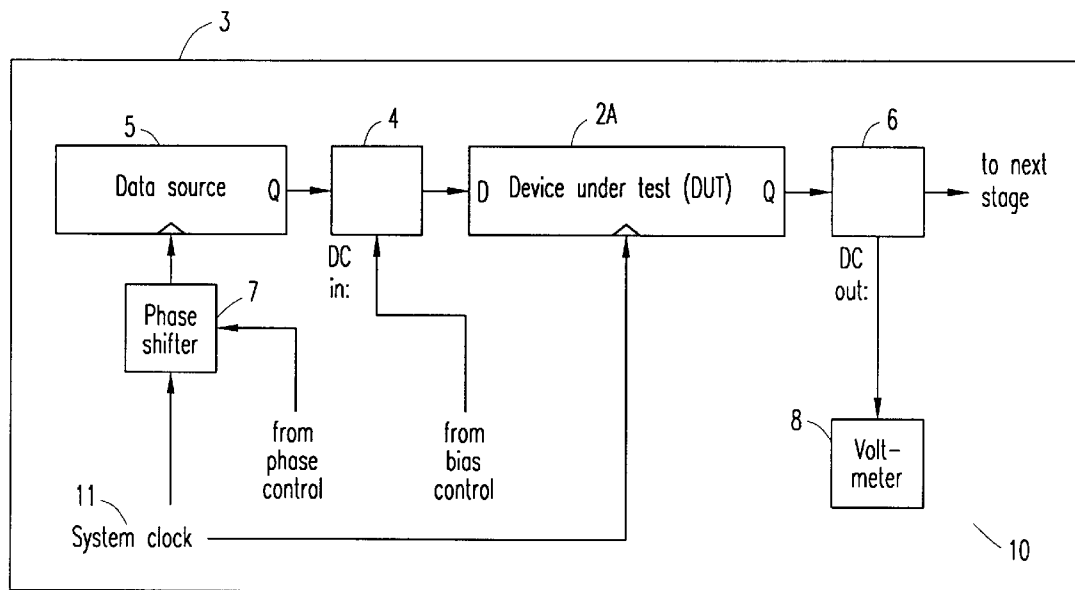 3
5
4
2A
6
Data source Q
D Device under test (DUT) Q
to next
stage
DC
in:
DC
out:
7
Phase
shifter
from
phase
control
from
bias
control
8
Volt-
meter
11
System clock
10